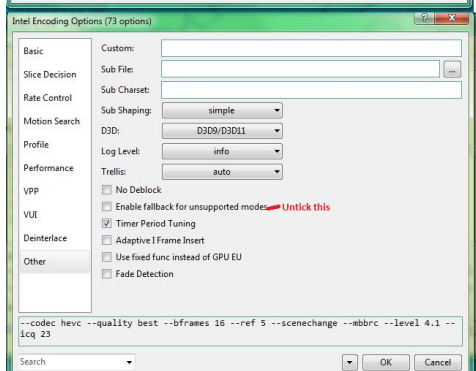 Intel Encoding Options (73 options)
Basic
Slice Decision
Rate Control
Motion Search
Profile
Performance
VPP
VUI
Deinterlace
Other
Custom:
Sub File:
...
Sub Charset:
Sub Shaping: simple
D3D: D3D9/D3D11
Log Level: info
Trellis: auto
No Deblock
Enable fallback for unsupported modes Untick this
Timer Period Tuning
Adaptive I Frame Insert
Use fixed func instead of GPU EU
Fade Detection
--codec hevc --quality best --bframes 16 --ref 5 --scenechange --mbbrc --level 4.1 --
icq 23
Search
OK Cancel